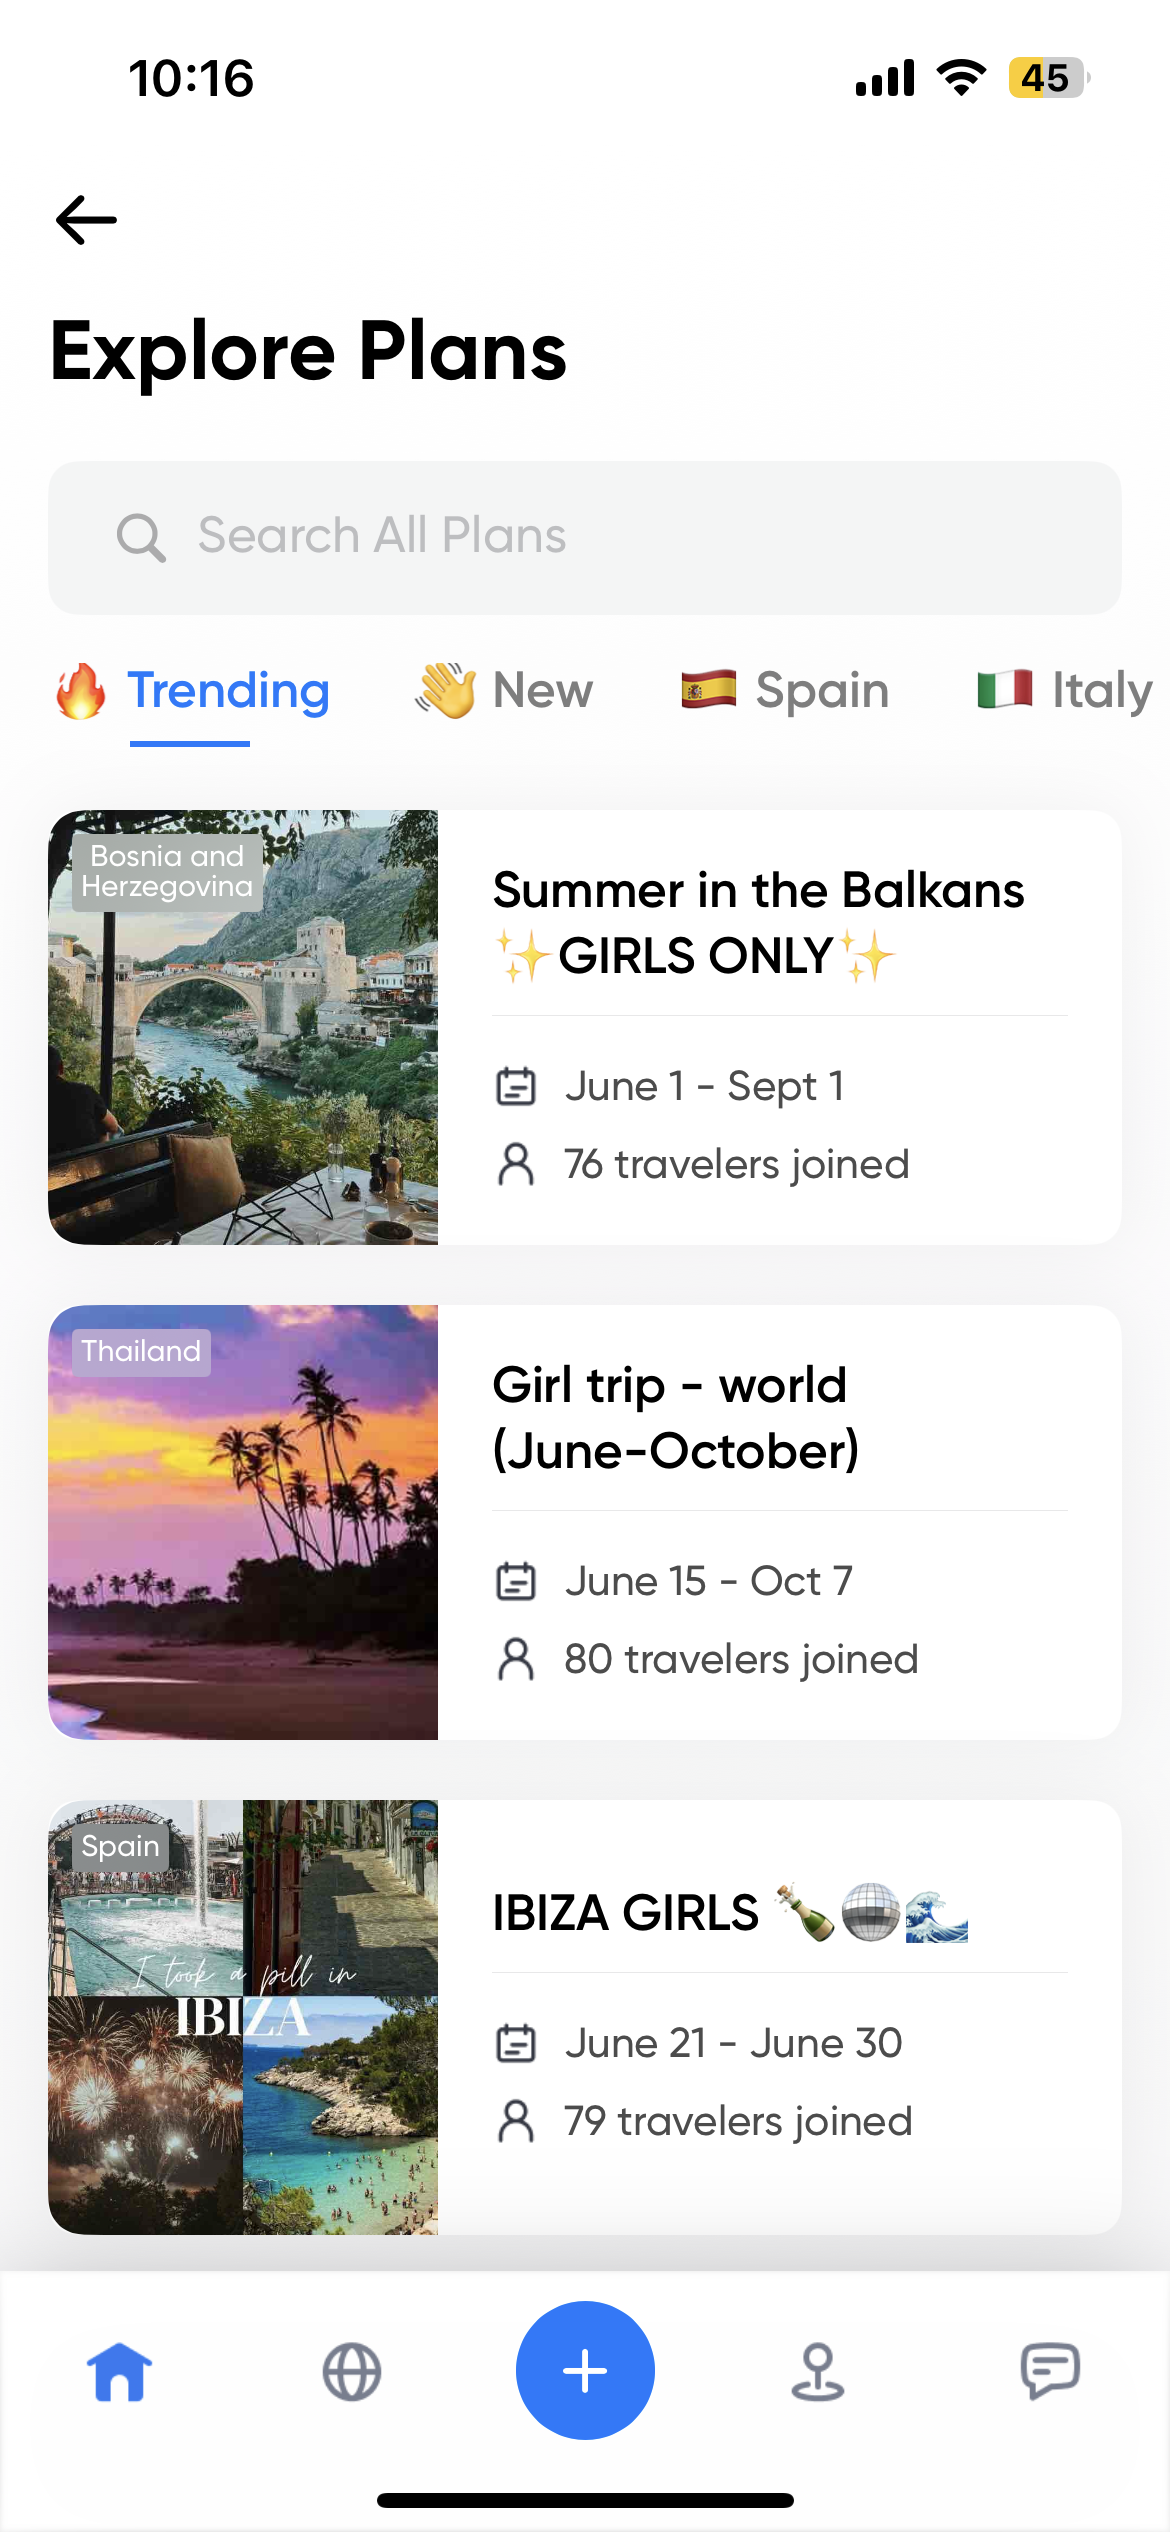 10:16
45
Explore Plans
Search All Plans
🔥 Trending
👋 New
🇪🇸 Spain
🇮🇹 Italy
Bosnia and
Herzegovina
Summer in the Balkans
✨GIRLS ONLY✨
June 1 - Sept 1
76 travelers joined
Thailand
Girl trip - world
(June-October)
June 15 - Oct 7
80 travelers joined
Spain
I took a pill in
IBIZA
IBIZA GIRLS 🍾🪩🌊
June 21 - June 30
79 travelers joined